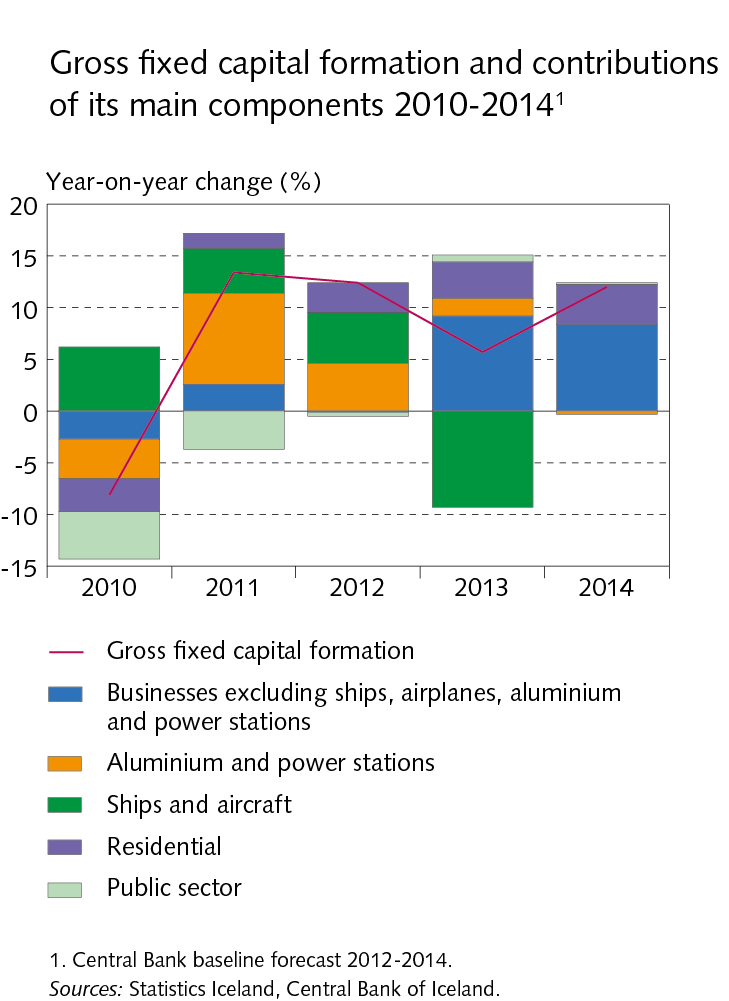 Gross fixed capital formation and contributions
of its main components 2010-2014¹
Year-on-year change (%)
20
15
10
5
0
-5
-10
-15
2010 2011 2012 2013 2014
Gross fixed capital formation
Businesses excluding ships, airplanes, aluminium
and power stations
Aluminium and power stations
Ships and aircraft
Residential
Public sector
1. Central Bank baseline forecast 2012-2014.
Sources: Statistics Iceland, Central Bank of Iceland.